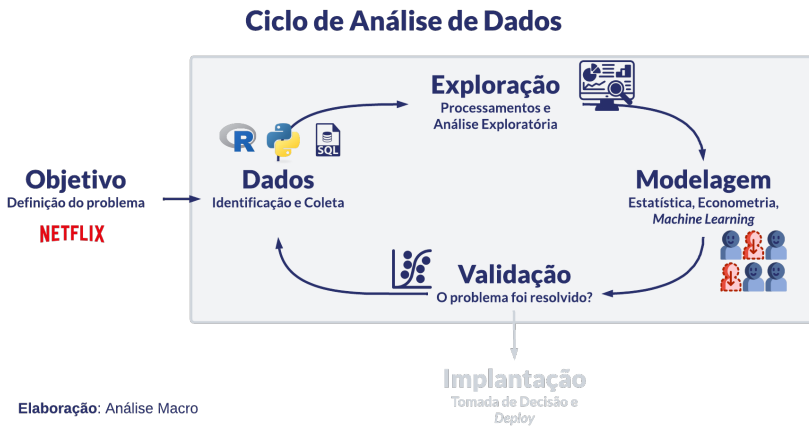 Ciclo de Análise de Dados
Exploração
Processamentos e
Análise Exploratória
R
SQL
Objetivo
Definição do problema
NETFLIX
Dados
Identificação e Coleta
Modelagem
Estatística, Econometria,
Machine Learning
Validação
O problema foi resolvido?
Implantação
Tomada de Decisão e
Deploy
Elaboração: Análise Macro